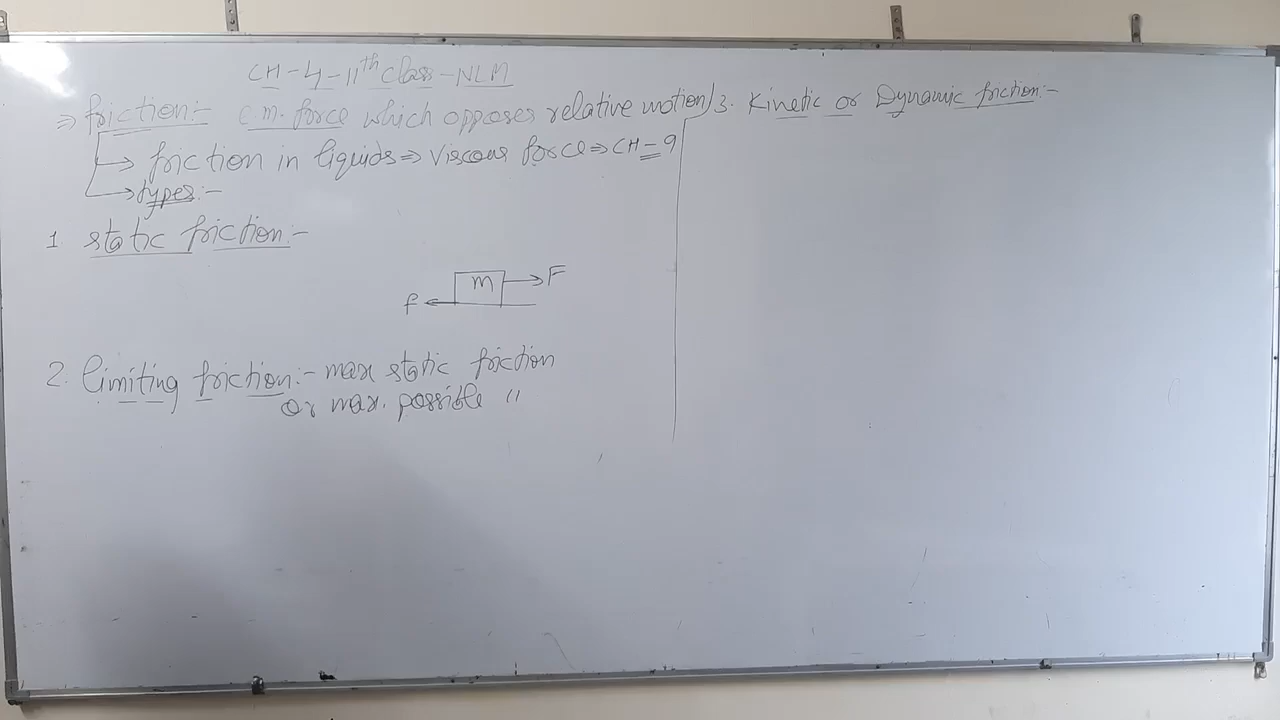 CH-4-11th class-NLM
⇒ friction:- e.m. force which opposes relative motion
→ friction in liquids ⇒ Viscous force ⇒ CH=9
→ types:-
1. static friction:-
m → F
f ←
2. limiting friction:- max static friction
or max. possible "
3. Kinetic or Dynamic friction:-